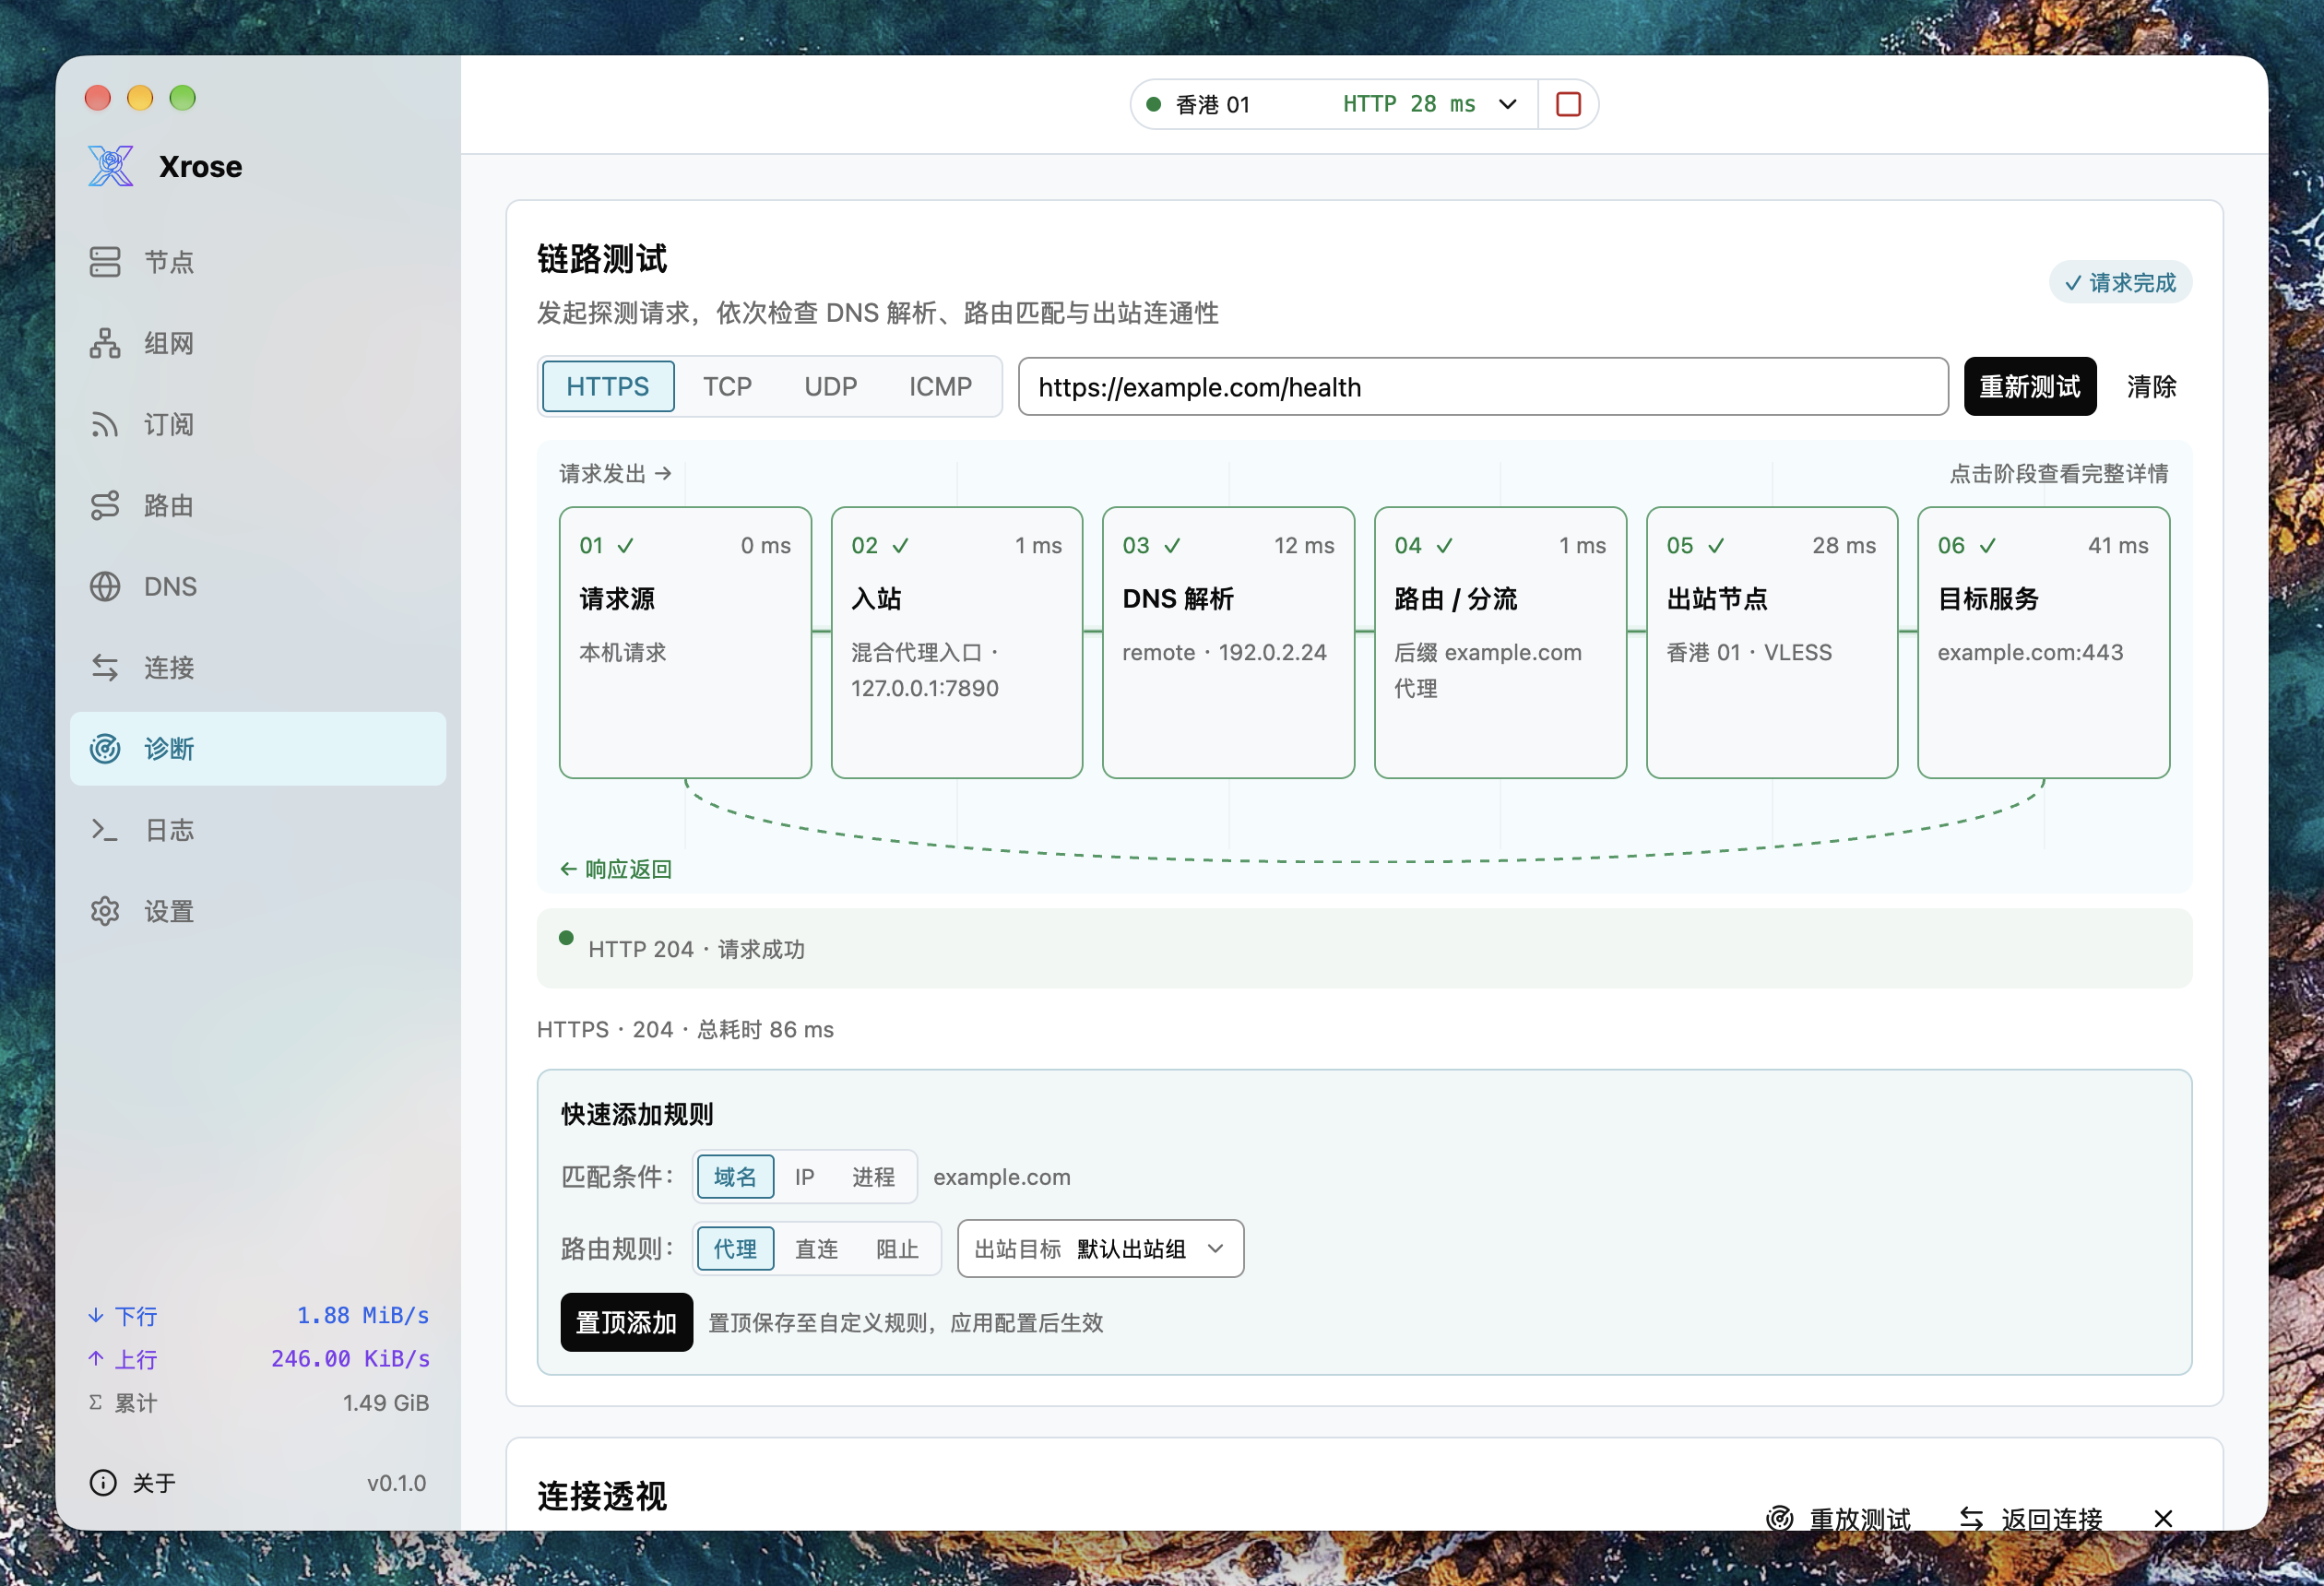 Xrose
节点
组网
订阅
路由
DNS
连接
诊断
日志
设置
↓ 下行 1.88 MiB/s
↑ 上行 246.00 KiB/s
Σ 累计 1.49 GiB
关于 v0.1.0
香港 01 HTTP 28 ms
链路测试
发起探测请求，依次检查 DNS 解析、路由匹配与出站连通性
✓ 请求完成
HTTPS TCP UDP ICMP https://example.com/health 重新测试 清除
请求发出 → 点击阶段查看完整详情
01 ✓ 0 ms
请求源
本机请求
02 ✓ 1 ms
入站
混合代理入口 ·
127.0.0.1:7890
03 ✓ 12 ms
DNS 解析
remote · 192.0.2.24
04 ✓ 1 ms
路由 / 分流
后缀 example.com
代理
05 ✓ 28 ms
出站节点
香港 01 · VLESS
06 ✓ 41 ms
目标服务
example.com:443
← 响应返回
HTTP 204 · 请求成功
HTTPS · 204 · 总耗时 86 ms
快速添加规则
匹配条件： 域名 IP 进程 example.com
路由规则： 代理 直连 阻止 出站目标 默认出站组
置顶添加 置顶保存至自定义规则，应用配置后生效
连接透视
重放测试 返回连接